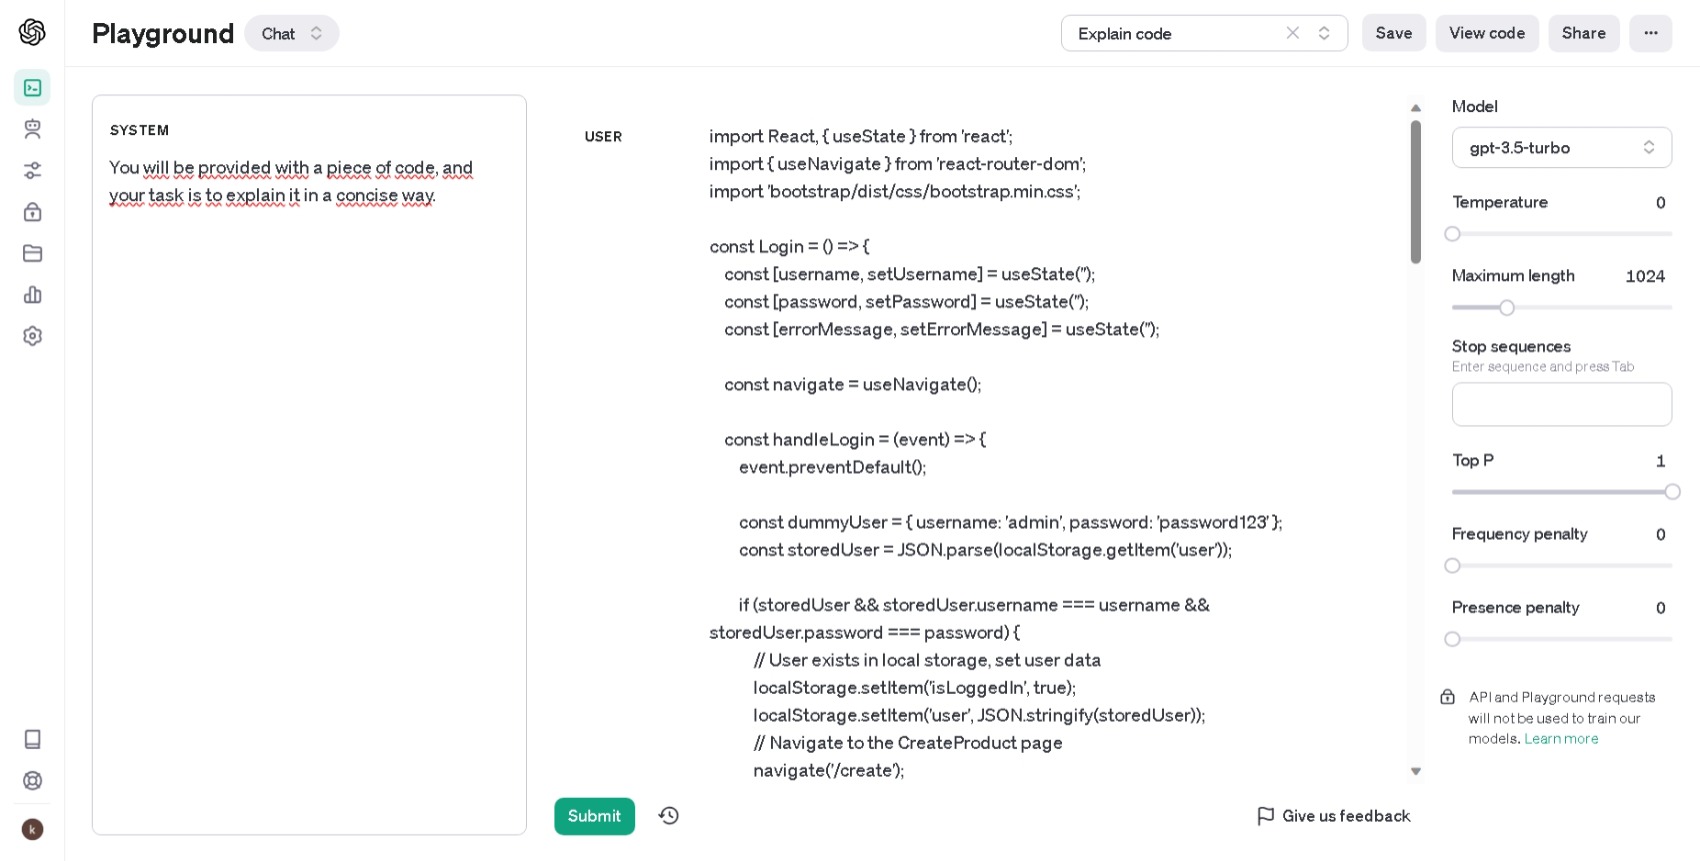 Playground
Chat
Explain code
Save
View code
Share
SYSTEM
You will be provided with a piece of code, and
your task is to explain it in a concise way.
USER
import React, { useState } from 'react';
import { useNavigate } from 'react-router-dom';
import 'bootstrap/dist/css/bootstrap.min.css';
const Login = () => {
const [username, setUsername] = useState('');
const [password, setPassword] = useState('');
const [errorMessage, setErrorMessage] = useState('');
const navigate = useNavigate();
const handleLogin = (event) => {
event.preventDefault();
const dummyUser = { username: 'admin', password: 'password123' };
const storedUser = JSON.parse(localStorage.getItem('user'));
if (storedUser && storedUser.username === username &&
storedUser.password === password) {
// User exists in local storage, set user data
localStorage.setItem('isLoggedIn', true);
localStorage.setItem('user', JSON.stringify(storedUser));
// Navigate to the CreateProduct page
navigate('/create');
Submit
Give us feedback
Model
gpt-3.5-turbo
Temperature 0
Maximum length 1024
Stop sequences
Enter sequence and press Tab
Top P 1
Frequency penalty 0
Presence penalty 0
API and Playground requests
will not be used to train our
models. Learn more
k